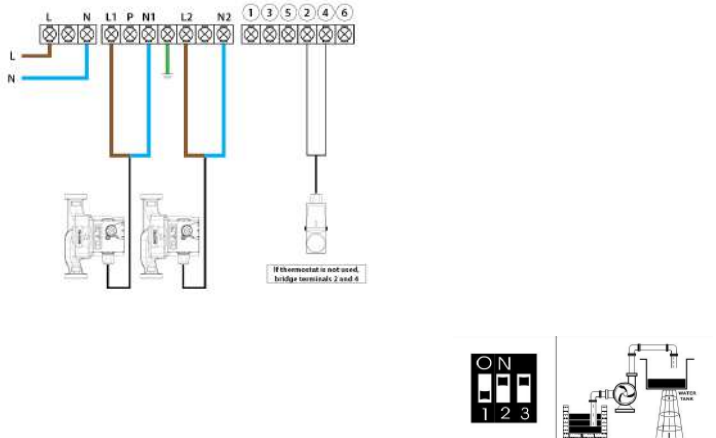 L N L1 P N1 L2 N2 1 3 5 2 4 6
L
N
If thermostat is not used,
bridge terminals 2 and 4
ON
1 2 3
WATER
TANK